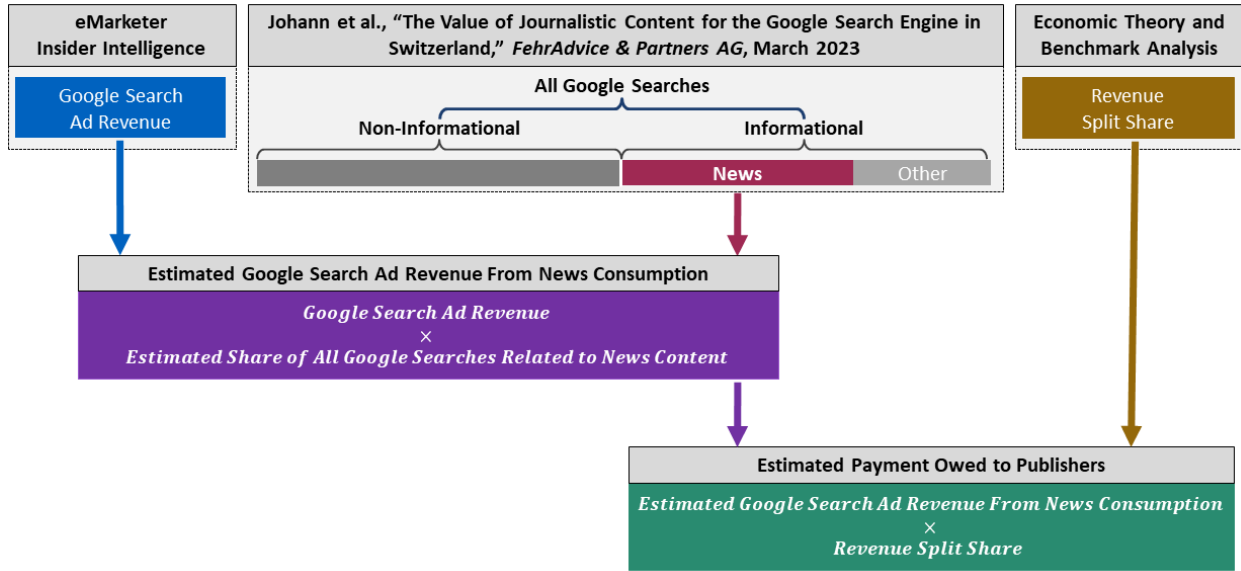 eMarketer
Insider Intelligence
Google Search
Ad Revenue
Johann et al., “The Value of Journalistic Content for the Google Search Engine in
Switzerland,” FehrAdvice & Partners AG, March 2023
All Google Searches
Non-Informational
Informational
News
Other
Economic Theory and
Benchmark Analysis
Revenue
Split Share
Estimated Google Search Ad Revenue From News Consumption
Google Search Ad Revenue
×
Estimated Share of All Google Searches Related to News Content
Estimated Payment Owed to Publishers
Estimated Google Search Ad Revenue From News Consumption
×
Revenue Split Share